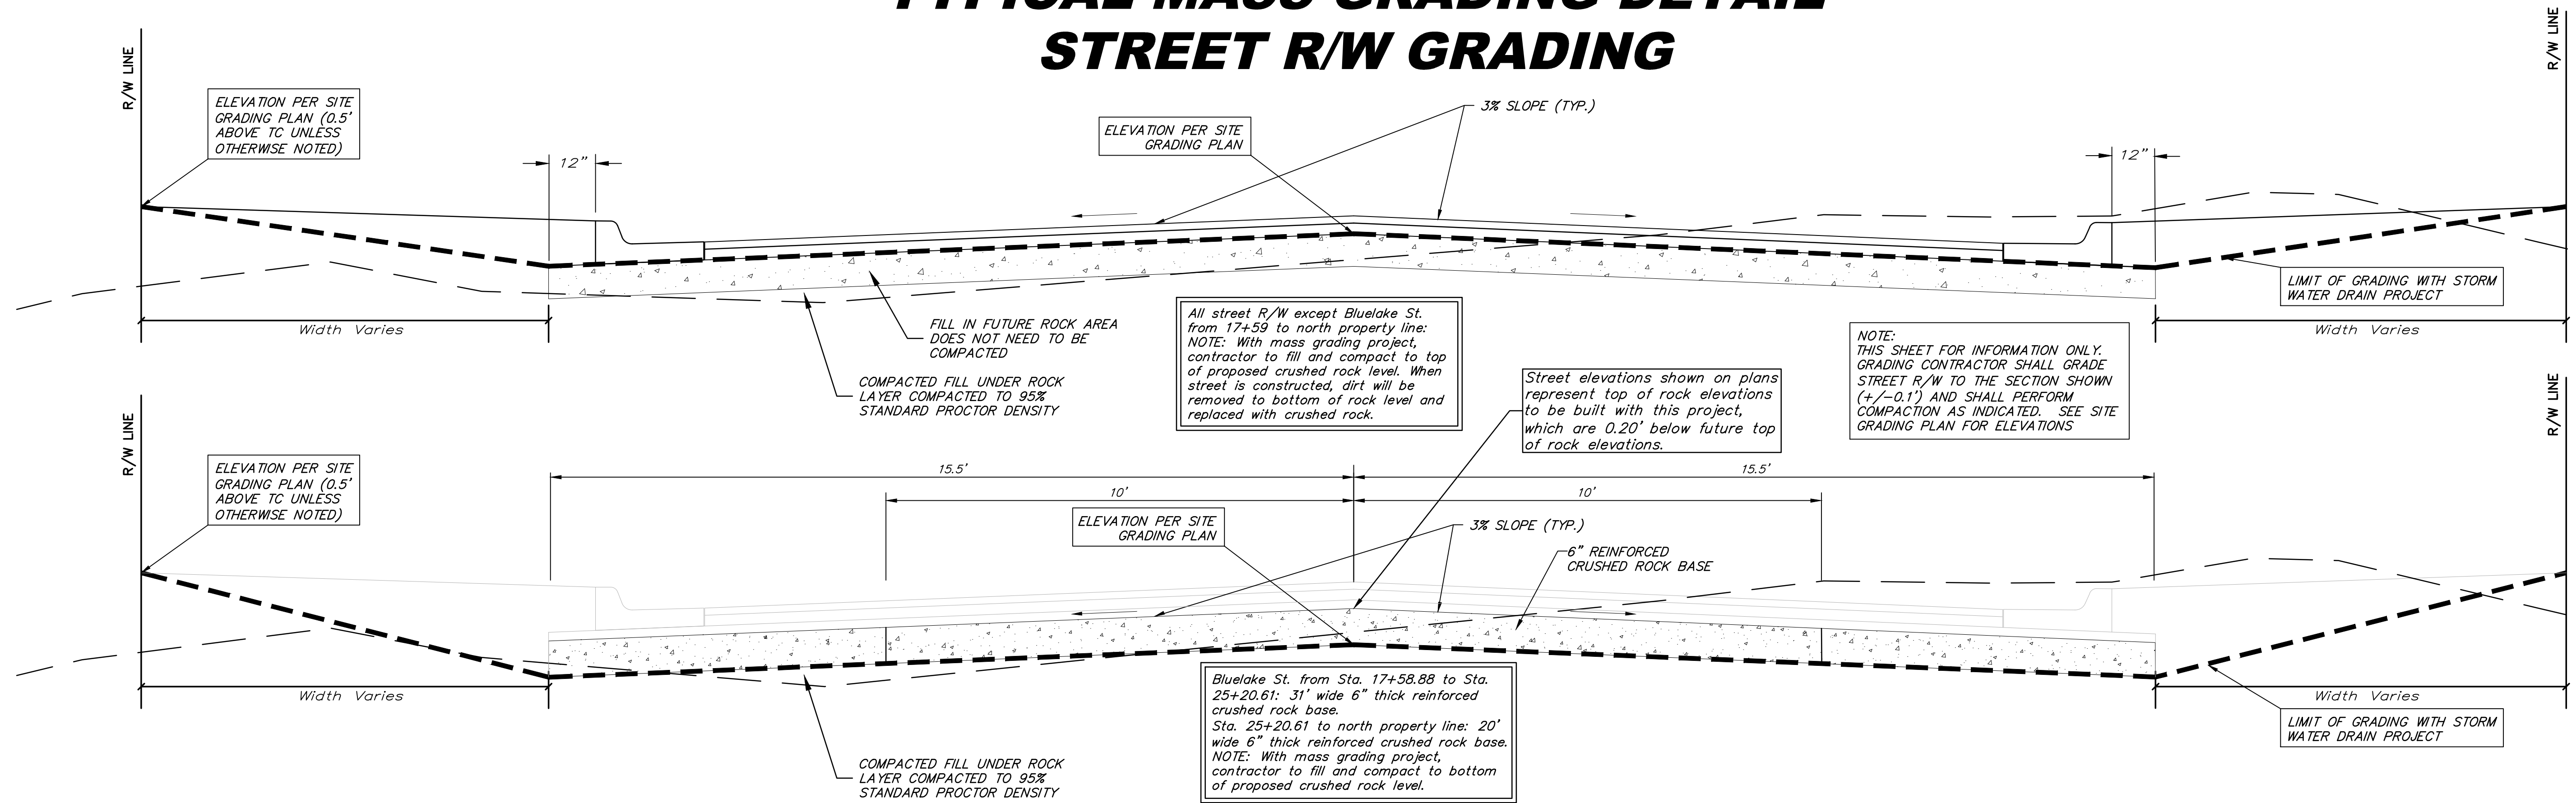 TYPICAL MASS GRADING DETAIL
STREET R/W GRADING
R/W LINE
ELEVATION PER SITE
GRADING PLAN (0.5'
ABOVE TC UNLESS
OTHERWISE NOTED)
12"
ELEVATION PER SITE
GRADING PLAN
3% SLOPE (TYP.)
12"
R/W LINE
LIMIT OF GRADING WITH STORM
WATER DRAIN PROJECT
Width Varies
Width Varies
FILL IN FUTURE ROCK AREA
DOES NOT NEED TO BE
COMPACTED
COMPACTED FILL UNDER ROCK
LAYER COMPACTED TO 95%
STANDARD PROCTOR DENSITY
All street R/W except Bluelake St.
from 17+59 to north property line:
NOTE: With mass grading project,
contractor to fill and compact to top
of proposed crushed rock level. When
street is constructed, dirt will be
removed to bottom of rock level and
replaced with crushed rock.
Street elevations shown on plans
represent top of rock elevations
to be built with this project,
which are 0.20' below future top
of rock elevations.
NOTE:
THIS SHEET FOR INFORMATION ONLY.
GRADING CONTRACTOR SHALL GRADE
STREET R/W TO THE SECTION SHOWN
(+/-0.1') AND SHALL PERFORM
COMPACTION AS INDICATED. SEE SITE
GRADING PLAN FOR ELEVATIONS
R/W LINE
ELEVATION PER SITE
GRADING PLAN (0.5'
ABOVE TC UNLESS
OTHERWISE NOTED)
15.5'
15.5'
10'
10'
ELEVATION PER SITE
GRADING PLAN
3% SLOPE (TYP.)
6" REINFORCED
CRUSHED ROCK BASE
R/W LINE
Width Varies
Width Varies
LIMIT OF GRADING WITH STORM
WATER DRAIN PROJECT
COMPACTED FILL UNDER ROCK
LAYER COMPACTED TO 95%
STANDARD PROCTOR DENSITY
Bluelake St. from Sta. 17+58.88 to Sta.
25+20.61: 31' wide 6" thick reinforced
crushed rock base.
Sta. 25+20.61 to north property line: 20'
wide 6" thick reinforced crushed rock base.
NOTE: With mass grading project,
contractor to fill and compact to bottom
of proposed crushed rock level.